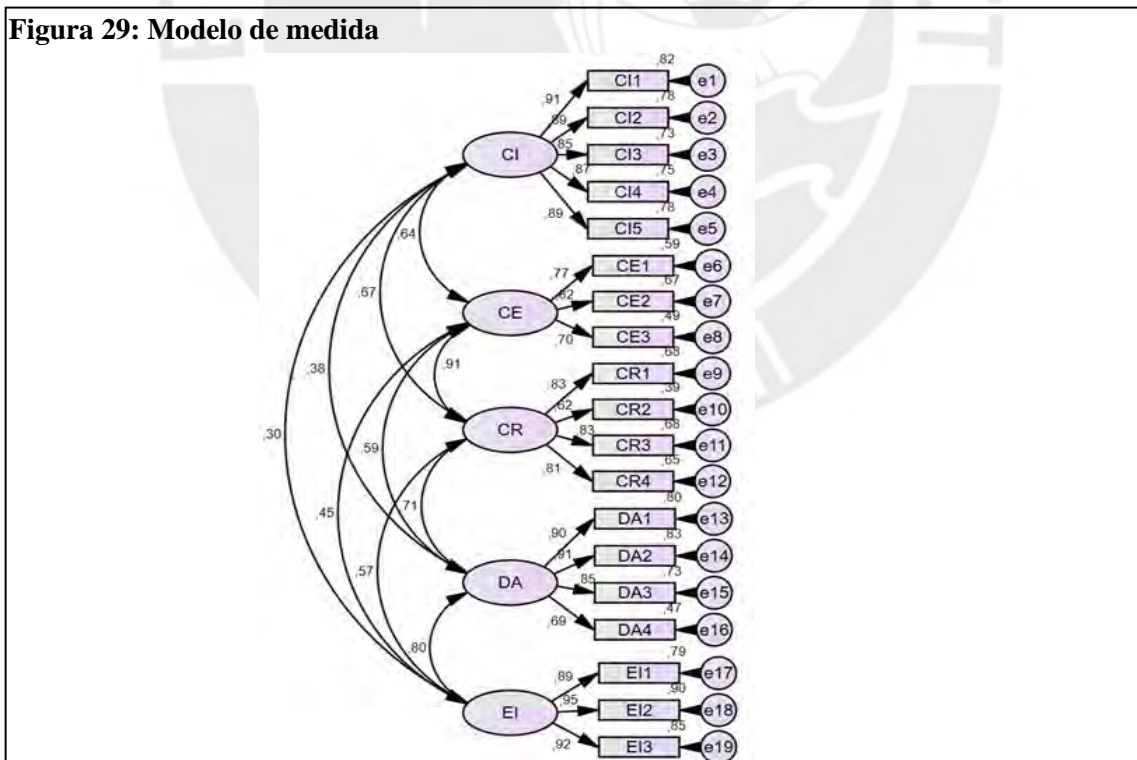 Figura 29: Modelo de medida
,82
CI1
e1
,91
,78
CI2
e2
,89
,73
CI
CI3
e3
,85
,75
CI4
e4
,87
,78
CI5
e5
,89
,59
CE1
e6
,77
,67
CE
CE2
e7
,82
,49
CE3
e8
,70
,68
CR1
e9
,83
,39
CR2
e10
,62
,68
CR
CR3
e11
,83
,65
CR4
e12
,81
,80
DA1
e13
,90
,83
DA2
e14
,91
,73
DA
DA3
e15
,85
,47
DA4
e16
,69
,79
EI1
e17
,89
,90
EI
EI2
e18
,95
,85
EI3
e19
,92
,64
,67
,38
,30
,91
,59
,45
,71
,57
,80